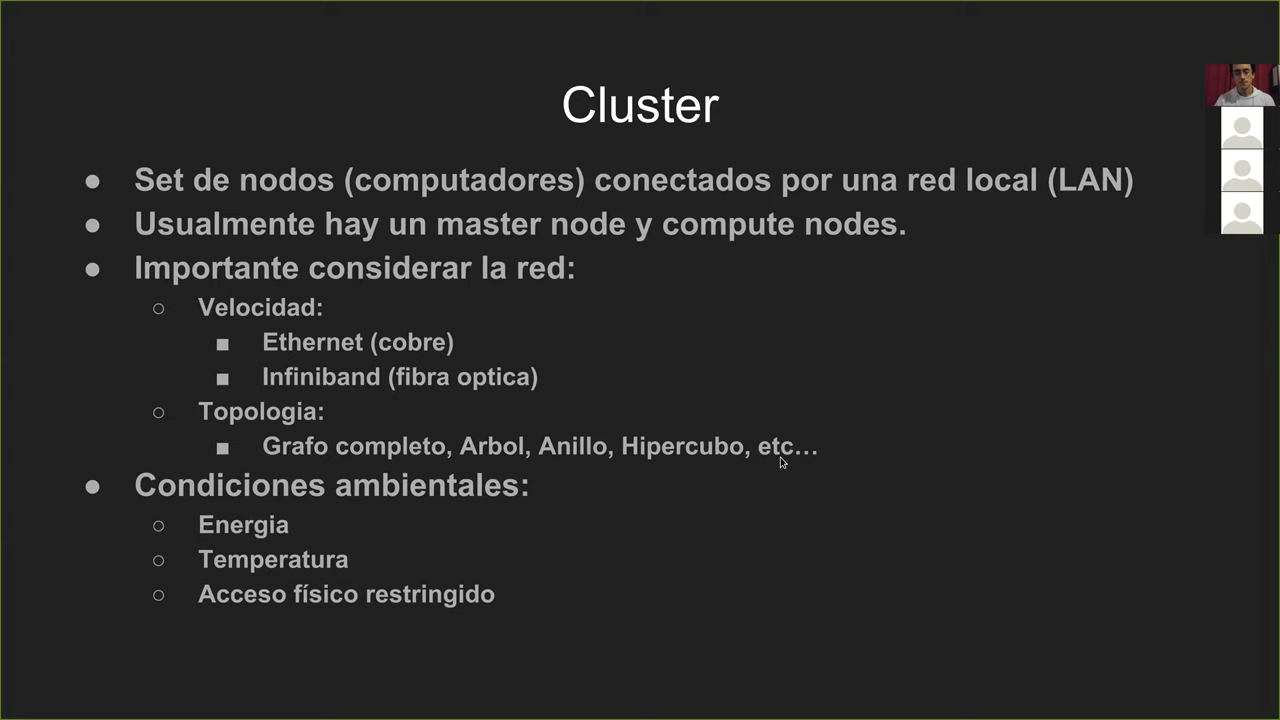 Cluster
● Set de nodos (computadores) conectados por una red local (LAN)
● Usualmente hay un master node y compute nodes.
● Importante considerar la red:
○ Velocidad:
■ Ethernet (cobre)
■ Infiniband (fibra optica)
○ Topologia:
■ Grafo completo, Arbol, Anillo, Hipercubo, etc…
● Condiciones ambientales:
○ Energia
○ Temperatura
○ Acceso físico restringido